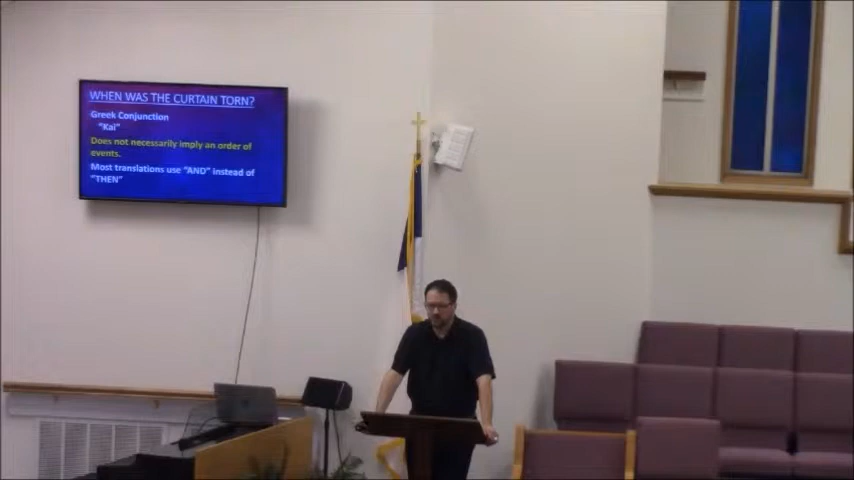 WHEN WAS THE CURTAIN TORN?
Greek Conjunction
"Kai"
Does not necessarily imply an order of
events.
Most translations use "AND" instead of
"THEN"